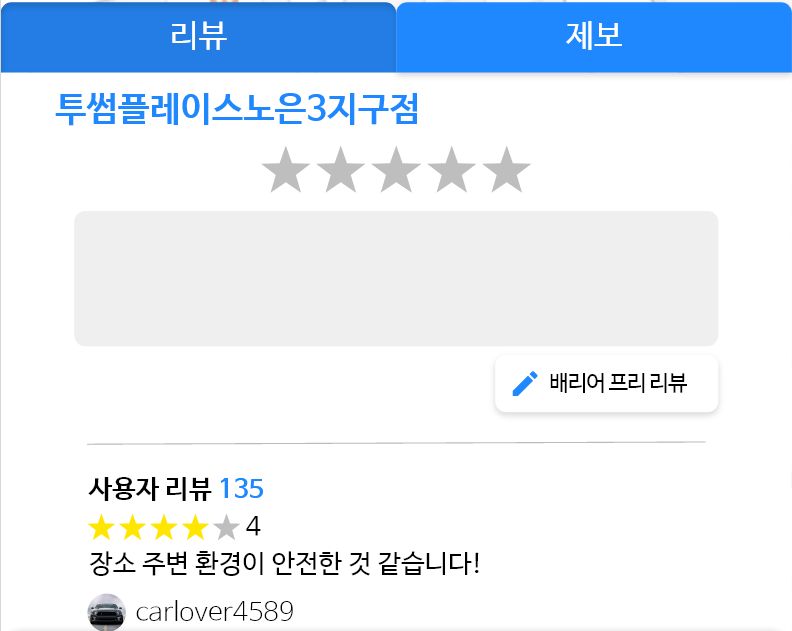 리뷰 제보
투썸플레이스노은3지구점
배리어 프리 리뷰
사용자 리뷰 135
4
장소 주변 환경이 안전한 것 같습니다!
carlover4589